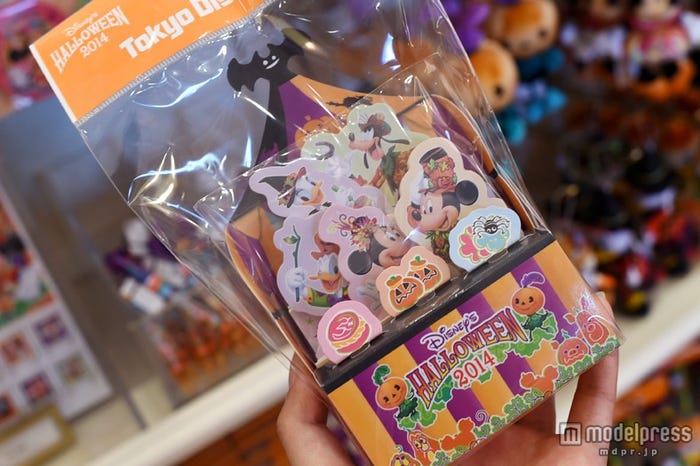 Disney's
HALLOWEEN
2014
Tokyo Dis
DISNEY'S
HALLOWEEN
2014
modelpress
mdpr.jp